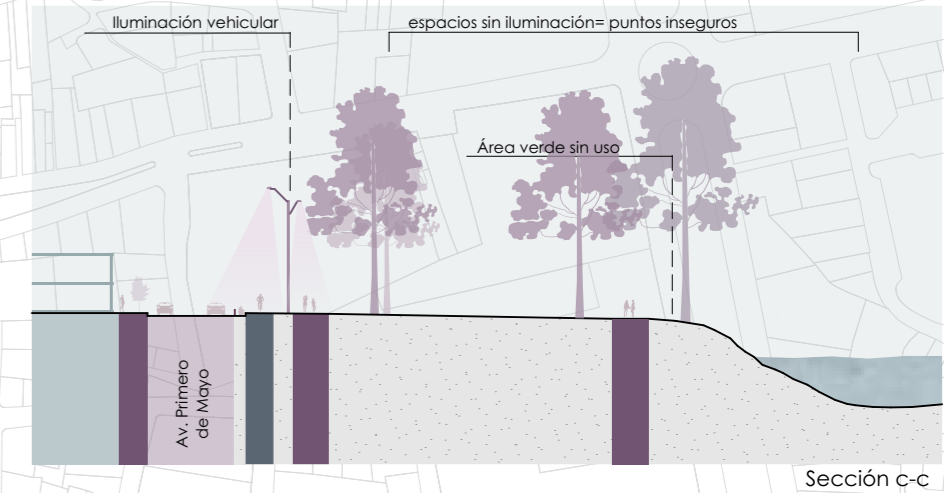 Iluminación vehicular
espacios sin iluminación= puntos inseguros
Área verde sin uso
Av. Primero
de Mayo
Sección c-c